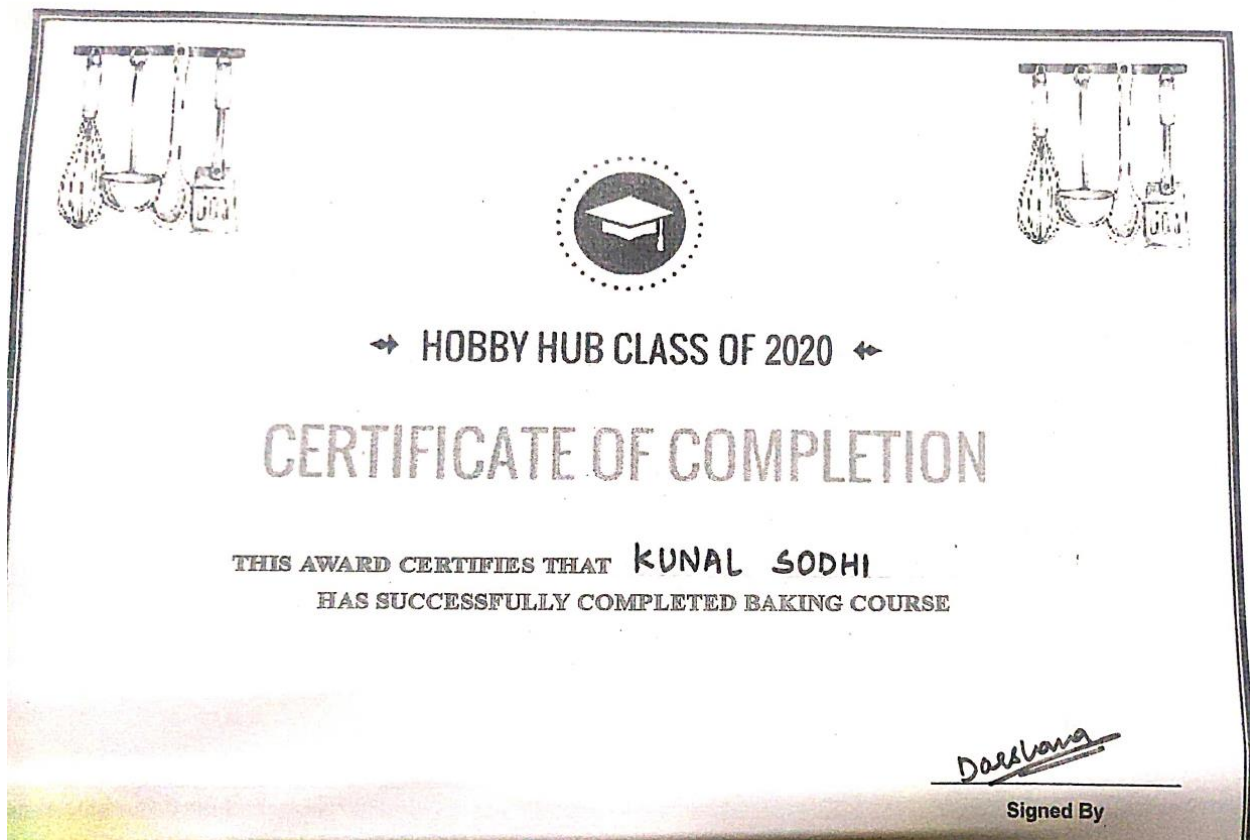 HOBBY HUB CLASS OF 2020
CERTIFICATE OF COMPLETION
THIS AWARD CERTIFIES THAT KUNAL SODHI
HAS SUCCESSFULLY COMPLETED BAKING COURSE
Signed By